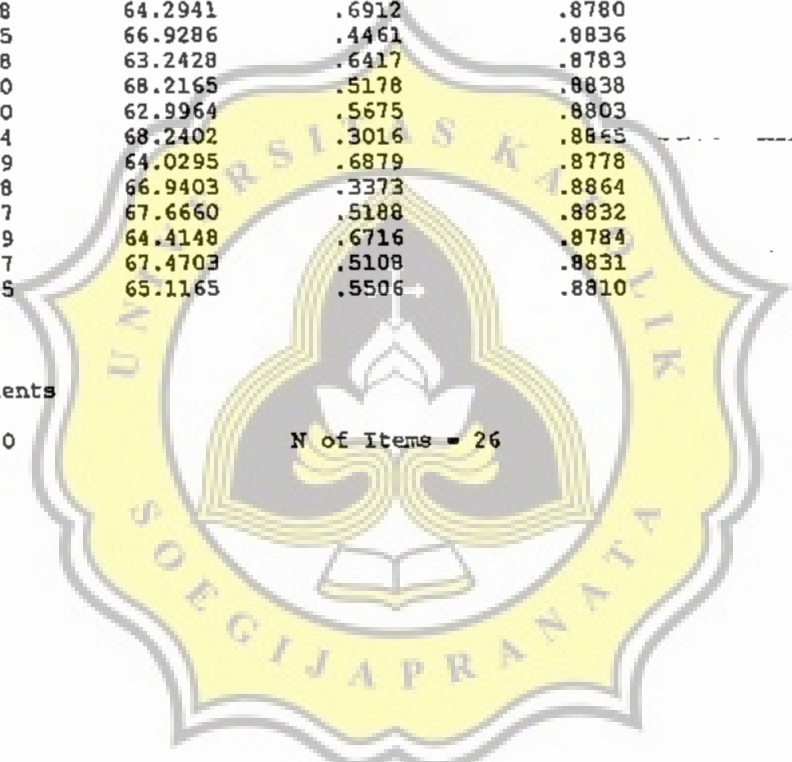 8 64.2941 .6912 .8780
5 66.9286 .4461 .8836
8 63.2428 .6417 .8783
0 68.2165 .5178 .8838
0 62.9964 .5675 .8803
4 68.2402 .3016 .8865
9 64.0295 .6879 .8778
8 66.9403 .3373 .8864
7 67.6660 .5188 .8832
9 64.4148 .6716 .8784
7 67.4703 .5108 .8831
5 65.1165 .5506 .8810
ents
0 N of Items = 26
UNIVERSITAS KATOLIK
SOEGIJAPRANATA